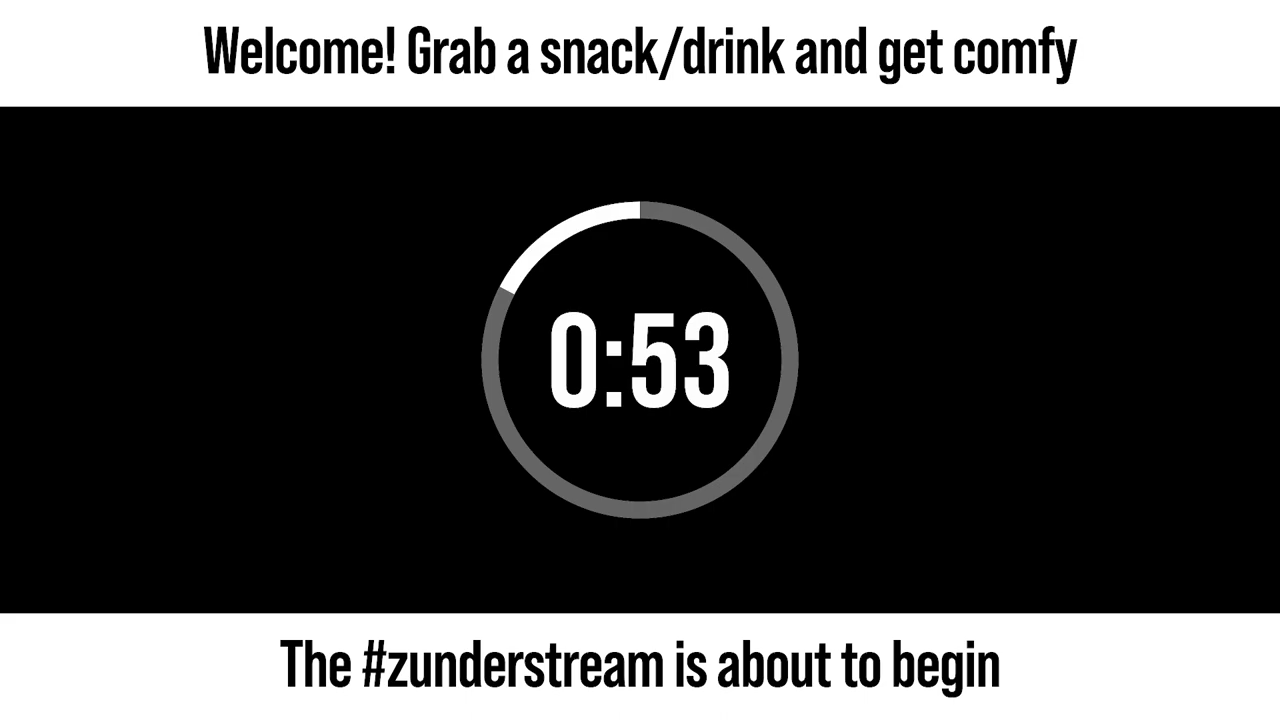 Welcome! Grab a snack/drink and get comfy
0:53
The #zunderstream is about to begin